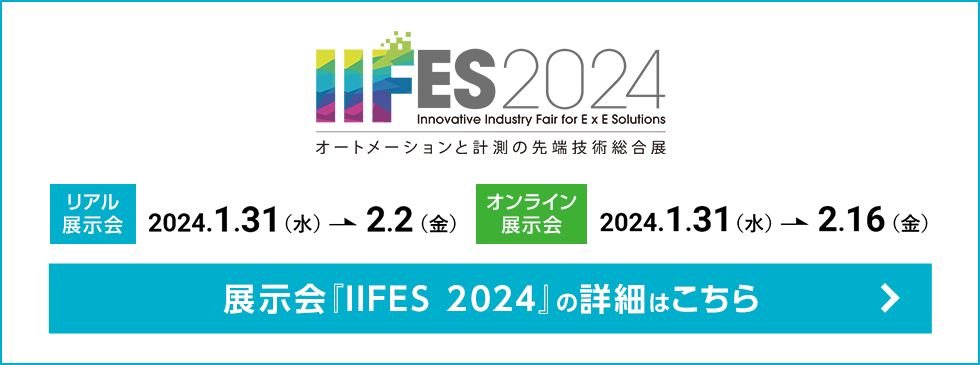 IIFES2024
Innovative Industry Fair for E x E Solutions
オートメーションと計測の先端技術総合展
リアル
展示会
2024.1.31（水）⇀ 2.2（金）
オンライン
展示会
2024.1.31（水）⇀ 2.16（金）
展示会『IIFES 2024』の詳細はこちら